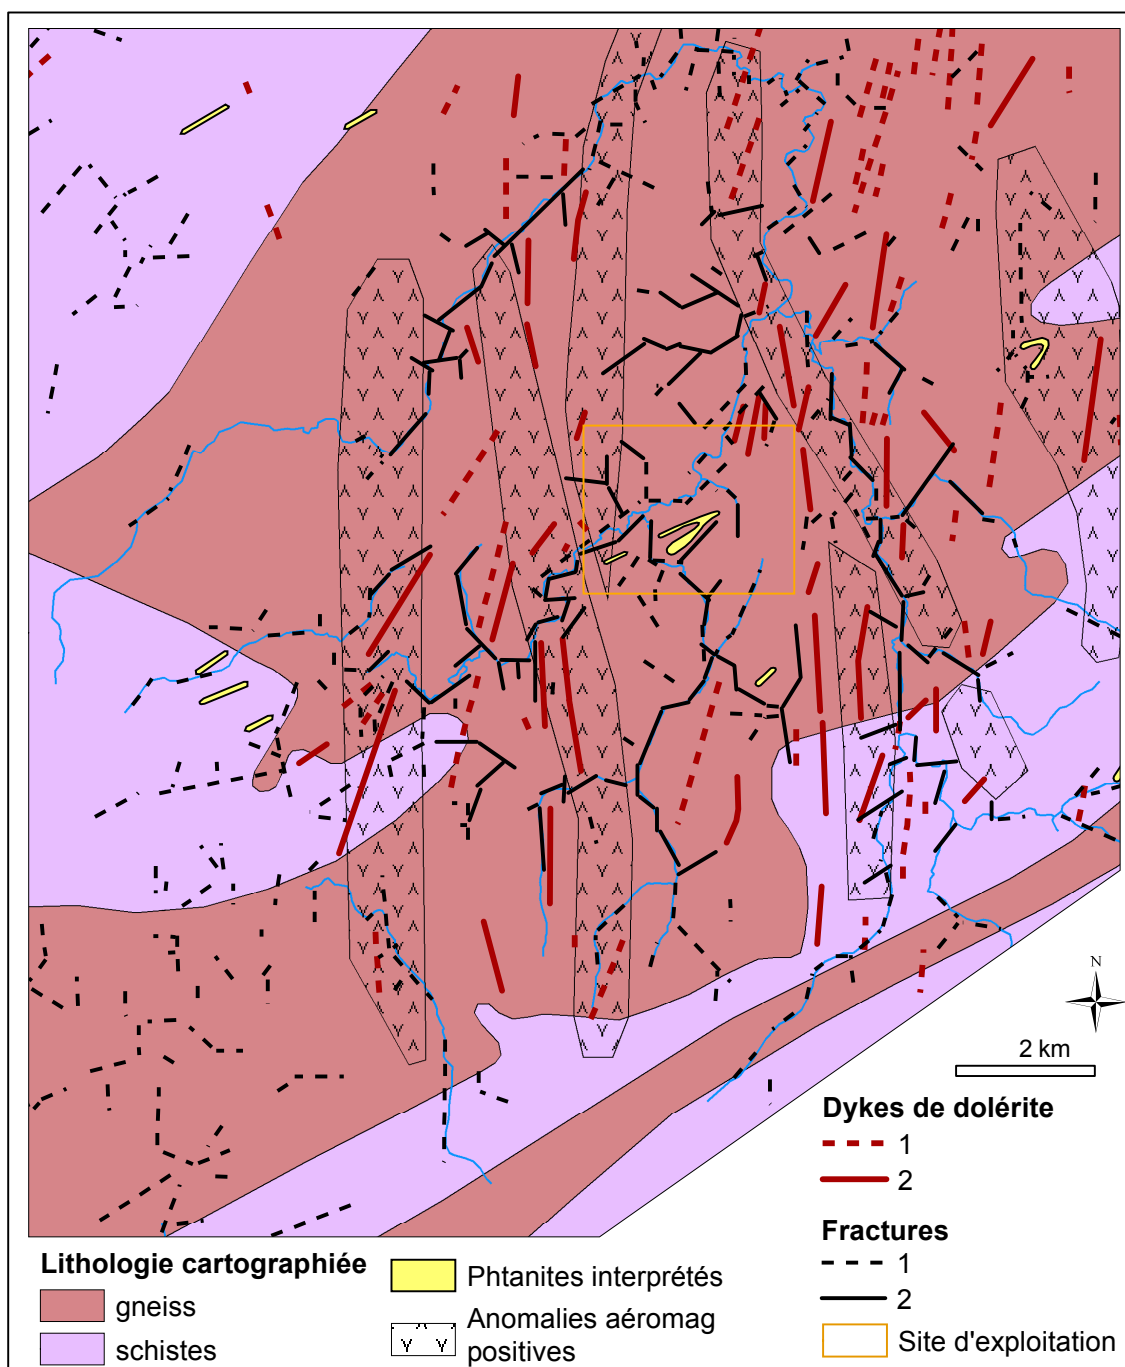 N
2 km
Dykes de dolérite
1
2
Fractures
1
2
Site d'exploitation
Lithologie cartographiée
gneiss
schistes
Phtanites interprétés
Anomalies aéromag
positives